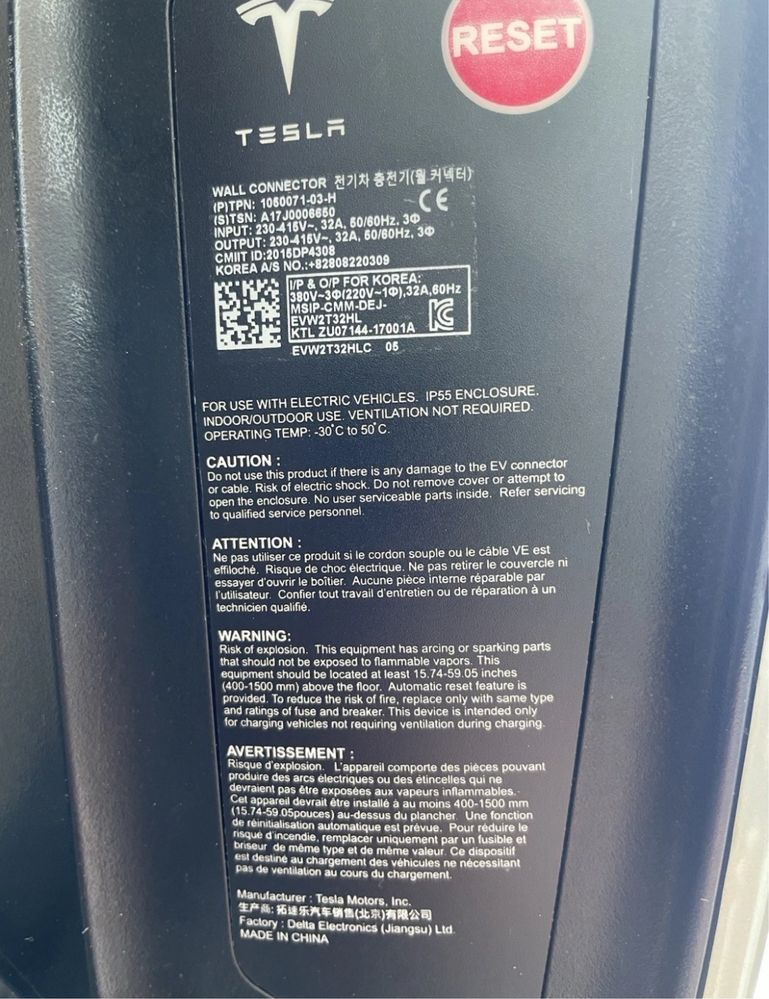 RESET
TESLA
WALL CONNECTOR 전기차 충전기(월 커넥터)
(P)TPN: 1050071-03-H
(S)TSN: A17J0006650
INPUT: 230-415V~, 32A, 50/60Hz, 3Φ
OUTPUT: 230-415V~, 32A, 50/60Hz, 3Φ
CMIIT ID:2015DP4308
KOREA A/S NO.:+82808220309
CE
I/P & O/P FOR KOREA:
380V~3Φ(220V~1Φ),32A,60Hz
MSIP-CMM-DEJ-
EVW2T32HL
KTL ZU07144-17001A
EVW2T32HLC 05
FOR USE WITH ELECTRIC VEHICLES. IP55 ENCLOSURE.
INDOOR/OUTDOOR USE. VENTILATION NOT REQUIRED.
OPERATING TEMP: -30°C to 50°C.
CAUTION :
Do not use this product if there is any damage to the EV connector
or cable. Risk of electric shock. Do not remove cover or attempt to
open the enclosure. No user serviceable parts inside. Refer servicing
to qualified service personnel.
ATTENTION :
Ne pas utiliser ce produit si le cordon souple ou le câble VE est
effiloché. Risque de choc électrique. Ne pas retirer le couvercle ni
essayer d'ouvrir le boîtier. Aucune pièce interne réparable par
l'utilisateur. Confier tout travail d'entretien ou de réparation à un
technicien qualifié.
WARNING:
Risk of explosion. This equipment has arcing or sparking parts
that should not be exposed to flammable vapors. This
equipment should be located at least 15.74-59.05 inches
(400-1500 mm) above the floor. Automatic reset feature is
provided. To reduce the risk of fire, replace only with same type
and ratings of fuse and breaker. This device is intended only
for charging vehicles not requiring ventilation during charging.
AVERTISSEMENT :
Risque d'explosion. L'appareil comporte des pièces pouvant
produire des arcs électriques ou des étincelles qui ne
devraient pas être exposées aux vapeurs inflammables.
Cet appareil devrait être installé à au moins 400-1500 mm
(15.74-59.05pouces) au-dessus du plancher. Une fonction
de réinitialisation automatique est prévue. Pour réduire le
risque d'incendie, remplacer uniquement par un fusible et
briseur de même type et de même valeur. Ce dispositif
est destiné au chargement des véhicules ne nécessitant
pas de ventilation au cours du chargement.
Manufacturer : Tesla Motors, Inc.
生产商: 拓速乐汽车销售(北京)有限公司
Factory : Delta Electronics (Jiangsu) Ltd.
MADE IN CHINA